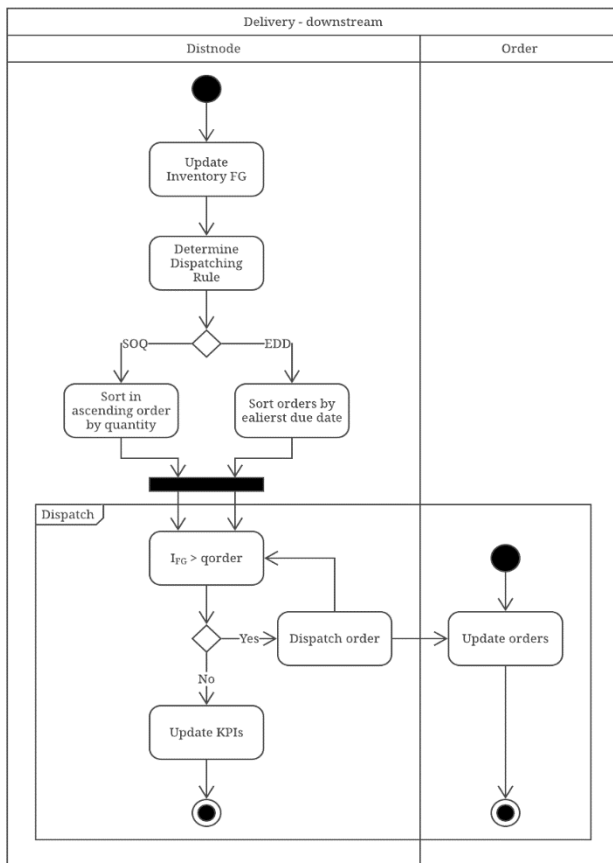 Delivery - downstream
Distnode
Order
Update
Inventory FG
Determine
Dispatching
Rule
SOQ
EDD
Sort in
ascending order
by quantity
Sort orders by
ealierst due date
Dispatch
I_FG > qorder
Yes
Dispatch order
Update orders
No
Update KPIs